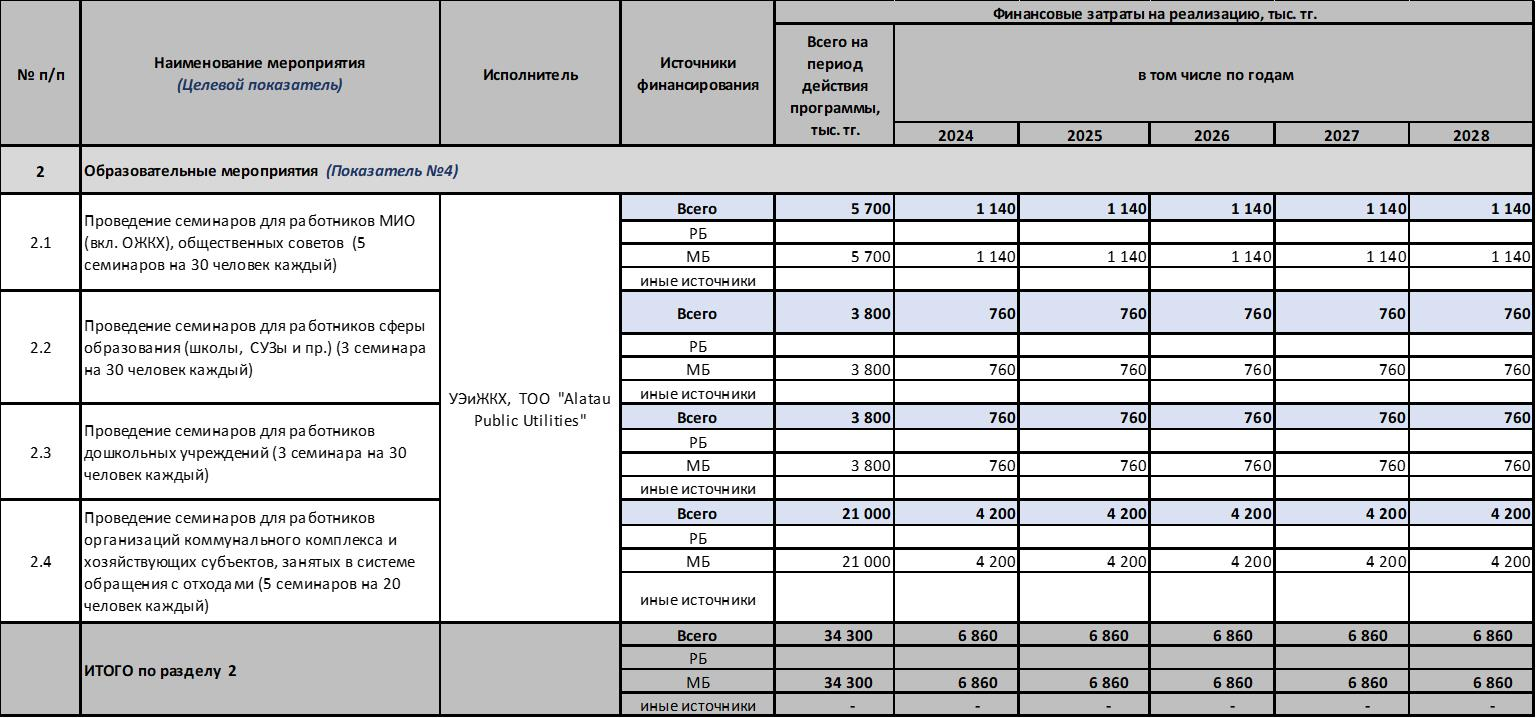 № п/п
Наименование мероприятия
(Целевой показатель)
Исполнитель
Источники
финансирования
Финансовые затраты на реализацию, тыс. тг.
Всего на
период
действия
программы,
тыс. тг.
в том числе по годам
2024 2025 2026 2027 2028
2 Образовательные мероприятия (Показатель №4)
2.1
Проведение семинаров для работников МИО
(вкл. ОЖКХ), общественных советов (5
семинаров на 30 человек каждый)
УЭиЖКХ, ТОО "Alatau
Public Utilities"
Всего 5 700 1 140 1 140 1 140 1 140 1 140
РБ
МБ 5 700 1 140 1 140 1 140 1 140 1 140
иные источники
2.2
Проведение семинаров для работников сферы
образования (школы, СУЗы и пр.) (3 семинара
на 30 человек каждый)
Всего 3 800 760 760 760 760 760
РБ
МБ 3 800 760 760 760 760 760
иные источники
2.3
Проведение семинаров для работников
дошкольных учреждений (3 семинара на 30
человек каждый)
Всего 3 800 760 760 760 760 760
РБ
МБ 3 800 760 760 760 760 760
иные источники
2.4
Проведение семинаров для работников
организаций коммунального комплекса и
хозяйствующих субъектов, занятых в системе
обращения с отходами (5 семинаров на 20
человек каждый)
Всего 21 000 4 200 4 200 4 200 4 200 4 200
РБ
МБ 21 000 4 200 4 200 4 200 4 200 4 200
иные источники
ИТОГО по разделу 2
Всего 34 300 6 860 6 860 6 860 6 860 6 860
РБ
МБ 34 300 6 860 6 860 6 860 6 860 6 860
иные источники - - - - - -